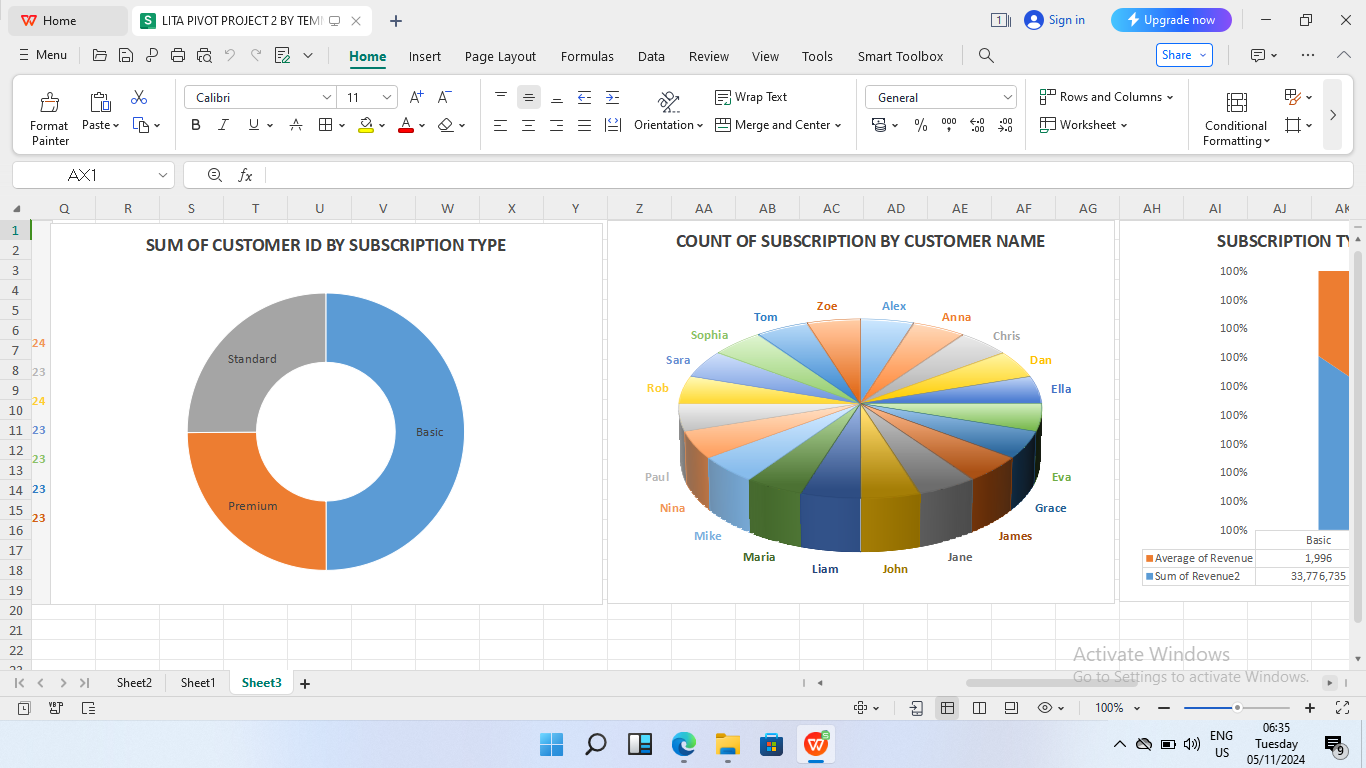 Home
LITA PIVOT PROJECT 2 BY TEM
Sign in
Upgrade now
Menu
Home Insert Page Layout Formulas Data Review View Tools Smart Toolbox
Share
Format Painter
Paste
Calibri 11
Wrap Text
Orientation
Merge and Center
General
Rows and Columns
Worksheet
Conditional Formatting
AX1
fx
Q R S T U V W X Y Z AA AB AC AD AE AF AG AH AI AJ AK
1
2
3
4
5
6
7
8
9
10
11
12
13
14
15
16
17
18
19
20
21
22
24
23
24
23
23
23
23
SUM OF CUSTOMER ID BY SUBSCRIPTION TYPE
Standard
Basic
Premium
COUNT OF SUBSCRIPTION BY CUSTOMER NAME
Zoe
Alex
Tom
Anna
Sophia
Chris
Sara
Dan
Rob
Ella
Paul
Eva
Nina
Grace
Mike
James
Maria
Jane
Liam
John
SUBSCRIPTION TY
100%
100%
100%
100%
100%
100%
100%
100%
100%
100%
Basic
Average of Revenue 1,996
Sum of Revenue2 33,776,735
Activate Windows
Go to Settings to activate Windows.
Sheet2 Sheet1 Sheet3
100%
ENG
US
06:35
Tuesday
05/11/2024
9